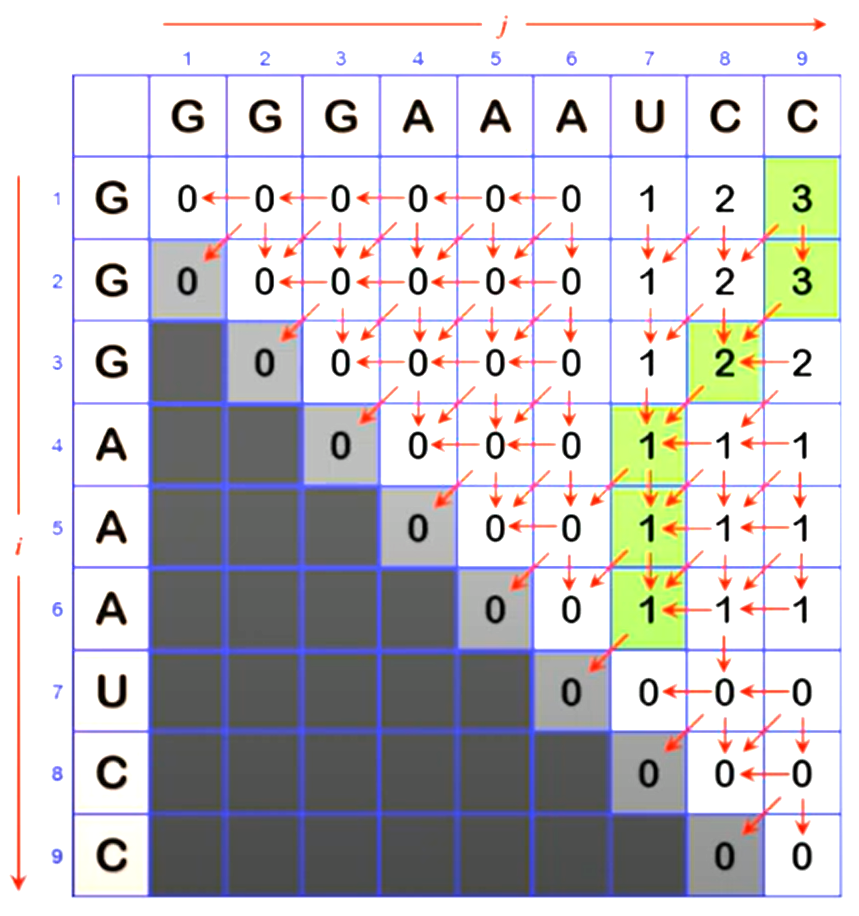 j
1 2 3 4 5 6 7 8 9
G G G A A A U C C
1 G 0 0 0 0 0 0 1 2 3
2 G 0 0 0 0 0 0 1 2 3
3 G 0 0 0 0 0 1 2 2
4 A 0 0 0 0 1 1 1
5 A 0 0 0 1 1 1
i
6 A 0 0 1 1 1
7 U 0 0 0 0
8 C 0 0 0
9 C 0 0